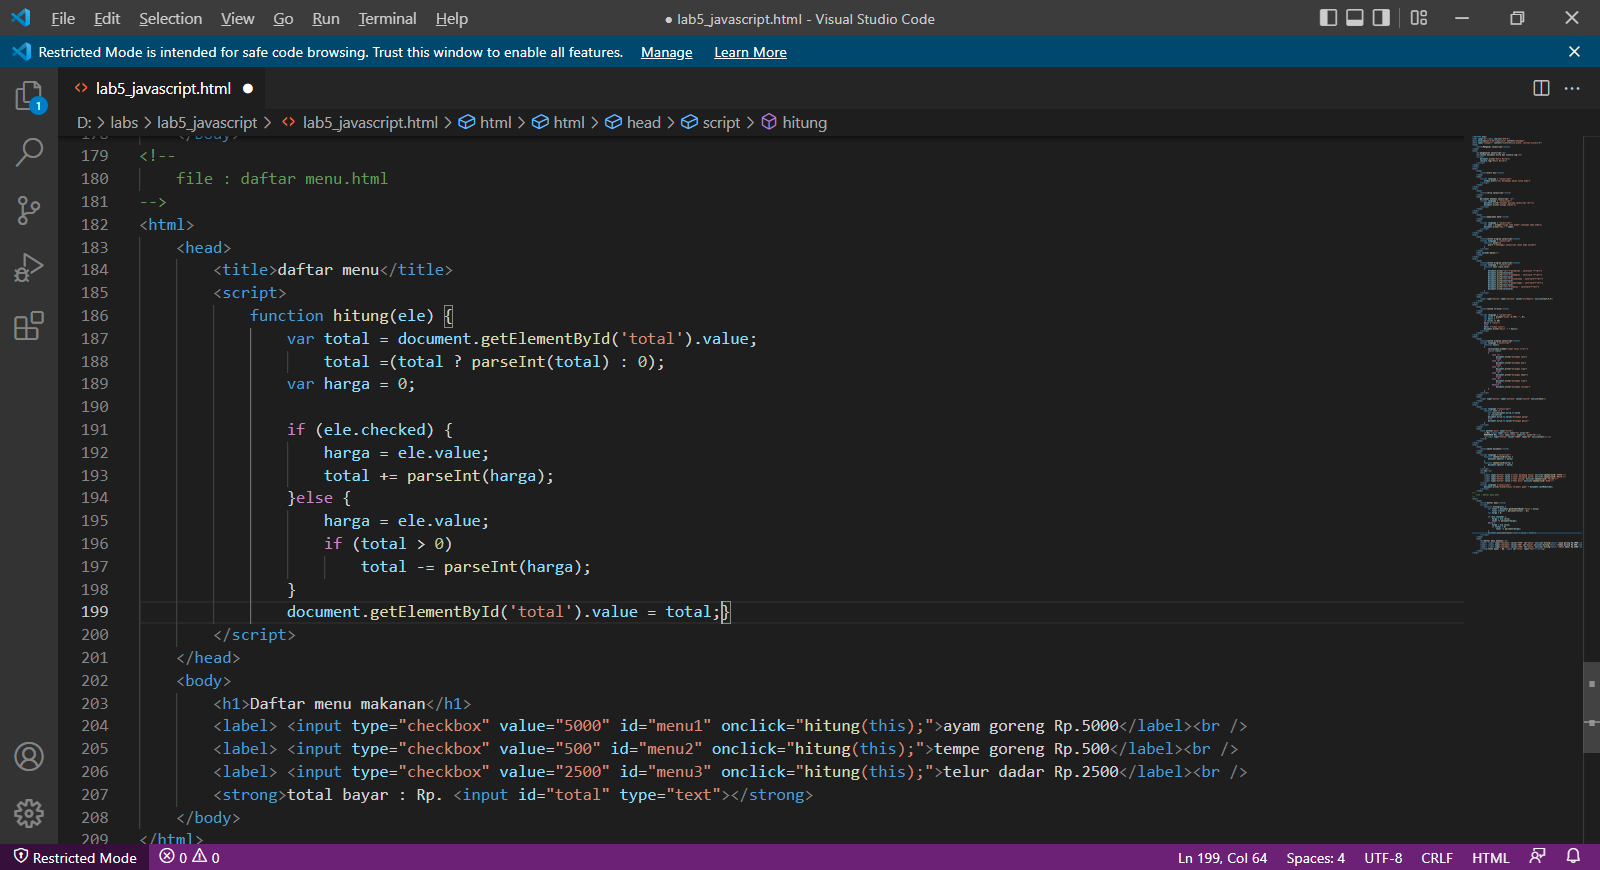 File Edit Selection View Go Run Terminal Help ● lab5_javascript.html - Visual Studio Code
Restricted Mode is intended for safe code browsing. Trust this window to enable all features. Manage Learn More
1
<> lab5_javascript.html ●
D: > labs > lab5_javascript > <> lab5_javascript.html > html > html > head > script > hitung
178 </body>
179 <!--
180 file : daftar menu.html
181 -->
182 <html>
183 <head>
184 <title>daftar menu</title>
185 <script>
186 function hitung(ele) {
187 var total = document.getElementById('total').value;
188 total =(total ? parseInt(total) : 0);
189 var harga = 0;
190
191 if (ele.checked) {
192 harga = ele.value;
193 total += parseInt(harga);
194 }else {
195 harga = ele.value;
196 if (total > 0)
197 total -= parseInt(harga);
198 }
199 document.getElementById('total').value = total;}
200 </script>
201 </head>
202 <body>
203 <h1>Daftar menu makanan</h1>
204 <label> <input type="checkbox" value="5000" id="menu1" onclick="hitung(this);">ayam goreng Rp.5000</label><br />
205 <label> <input type="checkbox" value="500" id="menu2" onclick="hitung(this);">tempe goreng Rp.500</label><br />
206 <label> <input type="checkbox" value="2500" id="menu3" onclick="hitung(this);">telur dadar Rp.2500</label><br />
207 <strong>total bayar : Rp. <input id="total" type="text"></strong>
208 </body>
209 </html>
Restricted Mode 0 0 Ln 199, Col 64 Spaces: 4 UTF-8 CRLF HTML